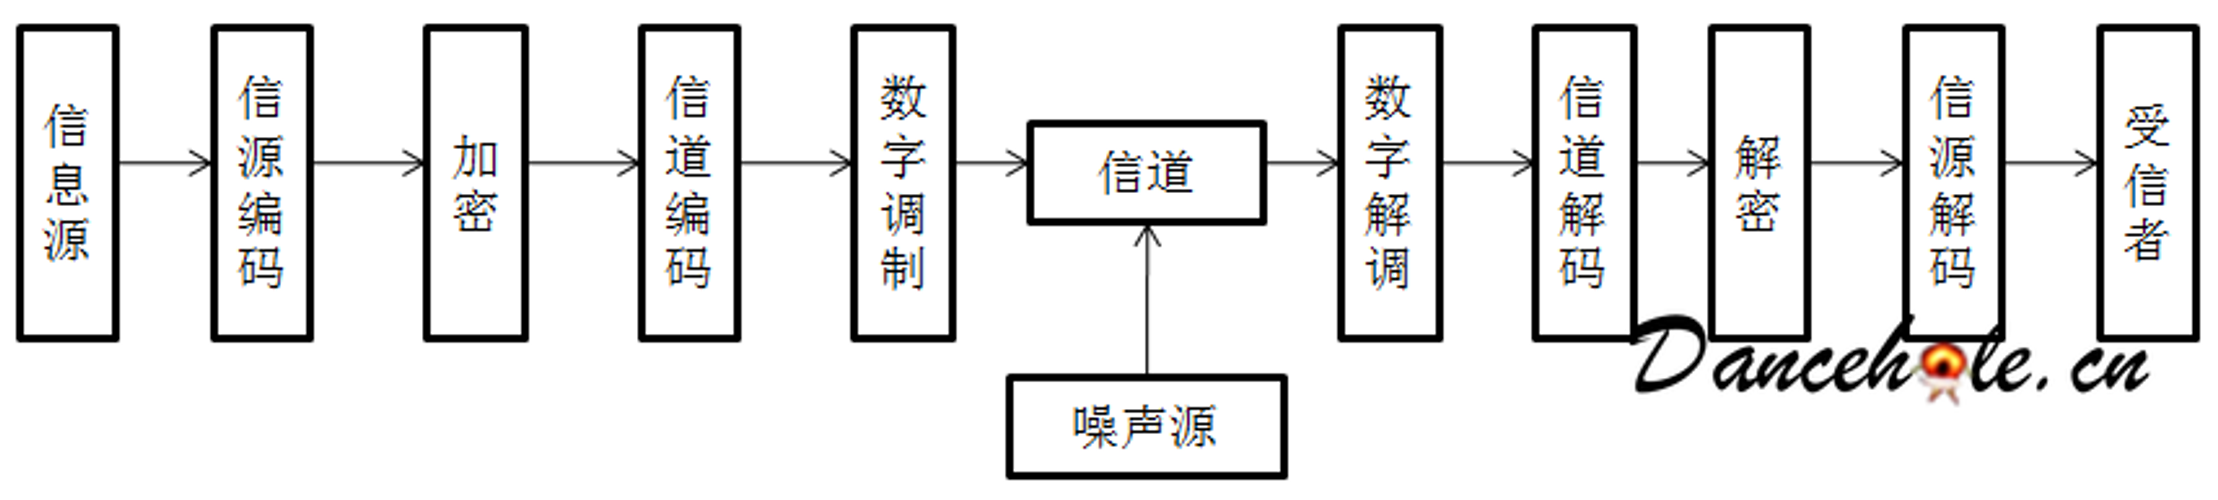 信息源
信源编码
加密
信道编码
数字调制
信道
数字解调
信道解码
解密
信源解码
受信者
噪声源
Dancehole.cn